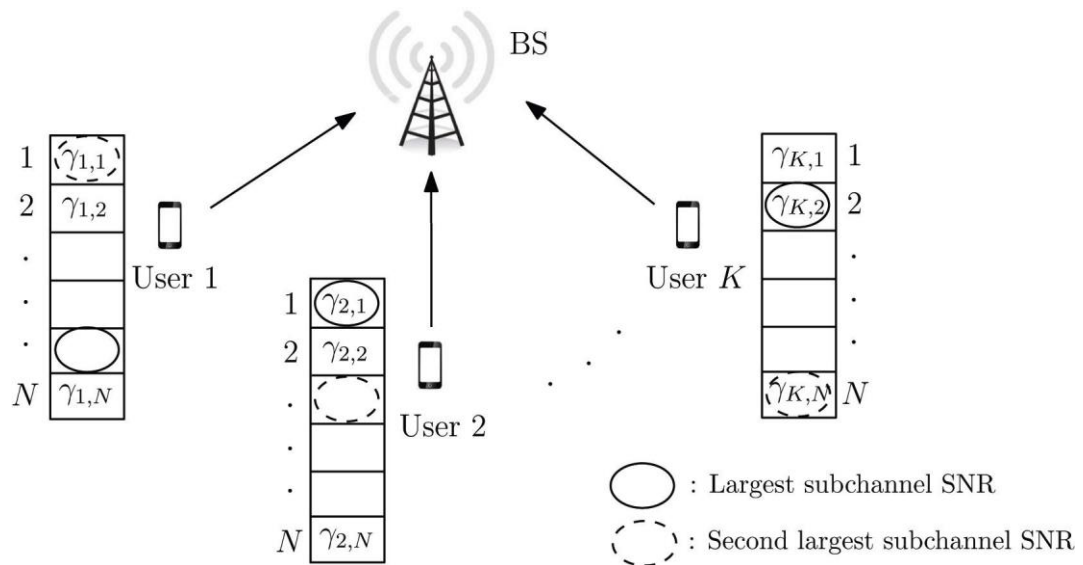 BS
1 γ1,1
2 γ1,2
.
.
.
N γ1,N
User 1
1 γ2,1
2 γ2,2
.
.
.
N γ2,N
User 2
. . .
γK,1 1
γK,2 2
.
.
.
γK,N N
User K
: Largest subchannel SNR
: Second largest subchannel SNR